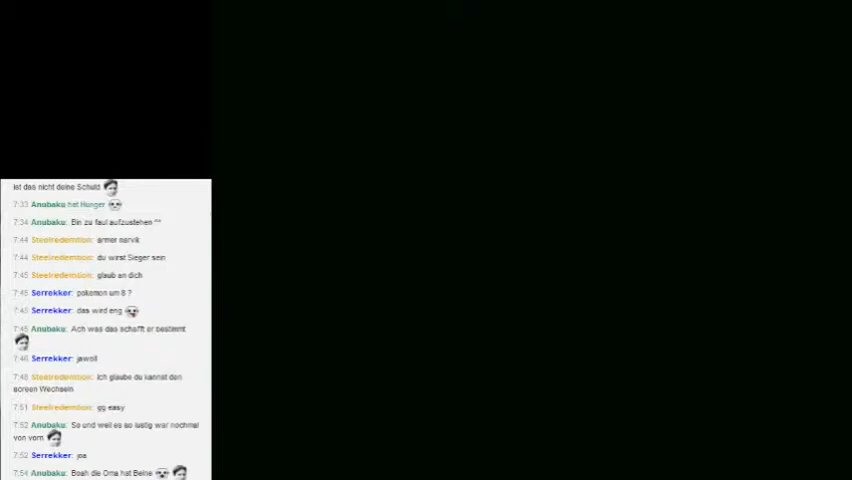 ist das nicht deine Schuld
7:33 Anubaku hat Hunger
7:34 Anubaku: Bin zu faul aufzustehen ^^
7:44 Steelredemtion: armer narvik
7:44 Steelredemtion: du wirst Sieger sein
7:45 Steelredemtion: glaub an dich
7:45 Serrekker: pokemon um 8 ?
7:45 Serrekker: das wird eng
7:45 Anubaku: Ach was das schafft er bestimmt
7:46 Serrekker: jawoll
7:48 Steelredemtion: ich glaube du kannst den
screen Wechseln
7:51 Steelredemtion: gg easy
7:52 Anubaku: So und weil es so lustig war nochmal
von vorn
7:52 Serrekker: joa
7:54 Anubaku: Boah die Oma hat Beine